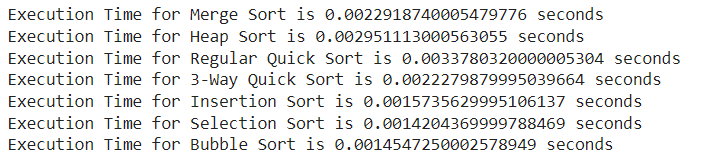 Execution Time for Merge Sort is 0.0022918740005479776 seconds
Execution Time for Heap Sort is 0.002951113000563055 seconds
Execution Time for Regular Quick Sort is 0.0033780320000005304 seconds
Execution Time for 3-Way Quick Sort is 0.0022279879995039664 seconds
Execution Time for Insertion Sort is 0.0015735629995106137 seconds
Execution Time for Selection Sort is 0.0014204369999788469 seconds
Execution Time for Bubble Sort is 0.0014547250002578949 seconds